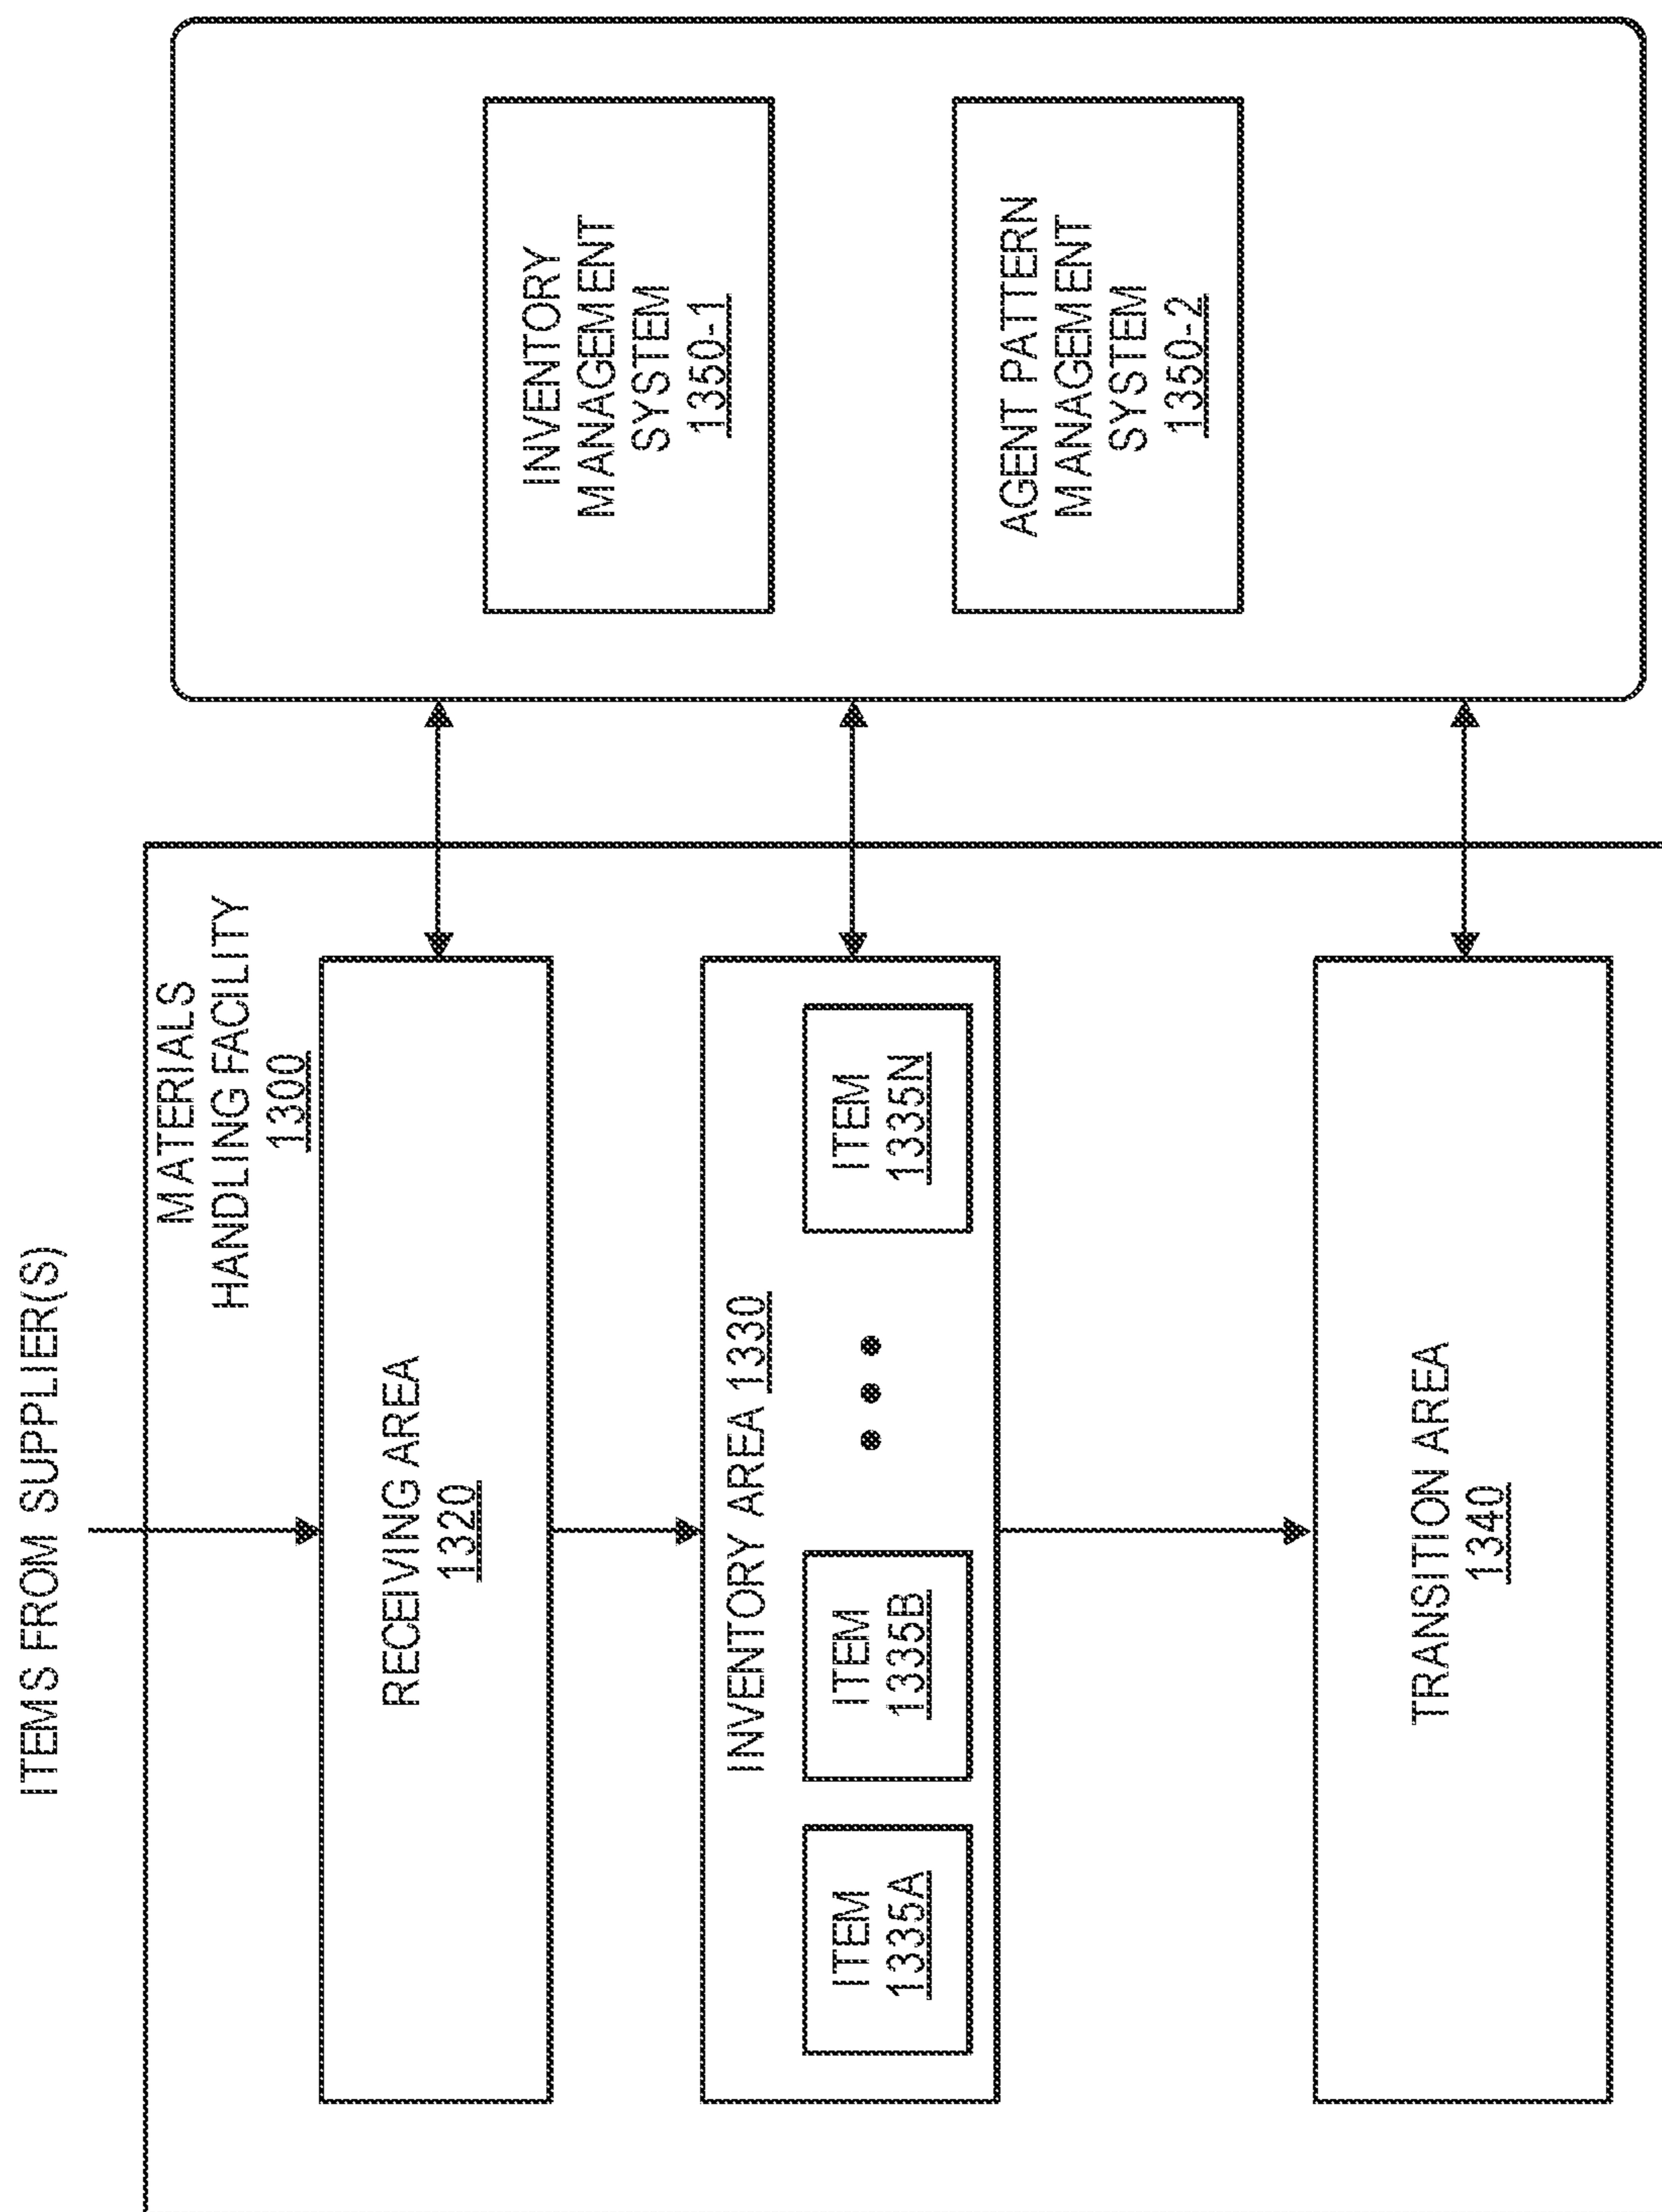 ITEMS FROM SUPPLIER(S)
MATERIALS
HANDLING FACILITY
1300
RECEIVING AREA
1320
INVENTORY AREA 1330
ITEM
1335A
ITEM
1335B
ITEM
1335N
TRANSITION AREA
1340
INVENTORY
MANAGEMENT
SYSTEM
1350-1
AGENT PATTERN
MANAGEMENT
SYSTEM
1350-2